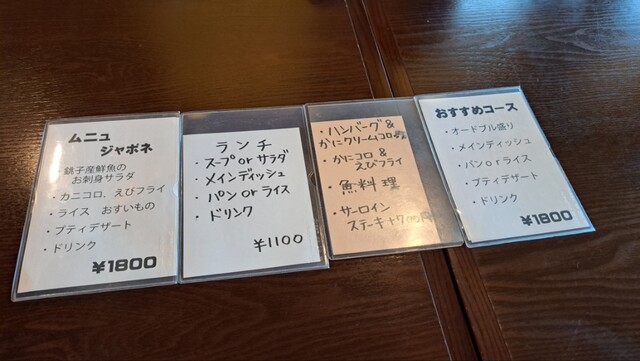 ムニュ
ジャポネ
・銚子産鮮魚の
お刺身サラダ
・カニコロ、えびフライ
・ライス おすいもの
・プティデザート
・ドリンク
¥1800
ランチ
・スープorサラダ
・メインディッシュ
・パンorライス
・ドリンク
¥1100
・ハンバーグ&
かにクリームコロ
・かにコロ &
えびフライ
・魚料理
・サーロイン
ステーキ
おすすめコース
・オードブル盛り
・メインディッシュ
・パンorライス
・プティデザート
・ドリンク
¥1800